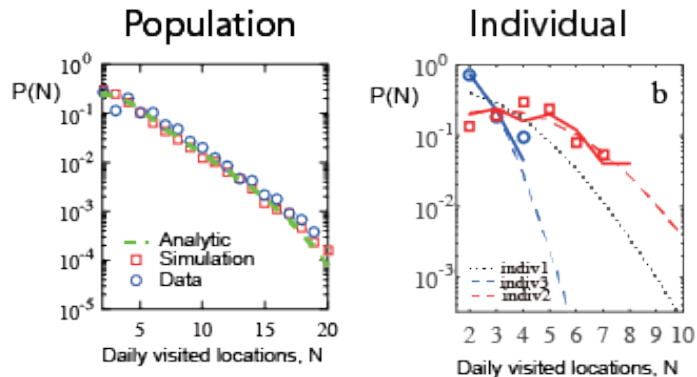 Population
Individual
P(N)
10^0
10^-1
10^-2
10^-3
10^-4
10^-5
Analytic
Simulation
Data
5 10 15 20
Daily visited locations, N
P(N)
10^0
10^-1
10^-2
10^-3
b
indiv1
indiv3
indiv2
2 3 4 5 6 7 8 9 10
Daily visited locations, N